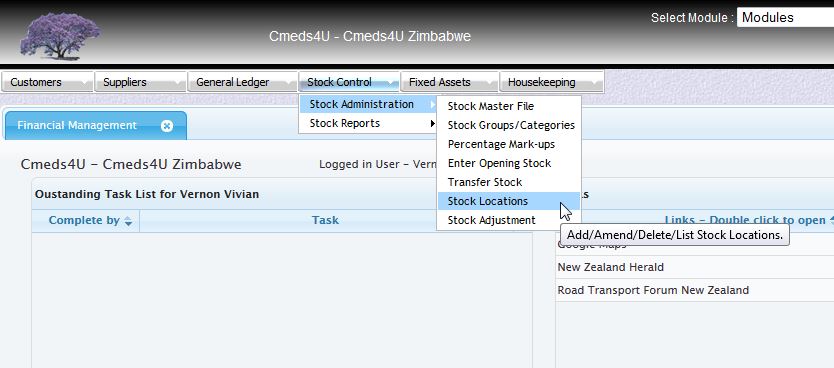 Select Module : Modules
Cmeds4U - Cmeds4U Zimbabwe
Customers Suppliers General Ledger Stock Control Fixed Assets Housekeeping
Stock Administration
Stock Reports
Stock Master File
Stock Groups/Categories
Percentage Mark-ups
Enter Opening Stock
Transfer Stock
Stock Locations
Stock Adjustment
Add/Amend/Delete/List Stock Locations.
Financial Management
Cmeds4U - Cmeds4U Zimbabwe Logged in User - Vern
Oustanding Task List for Vernon Vivian
Complete by Task Links - Double click to open
Google Maps
New Zealand Herald
Road Transport Forum New Zealand